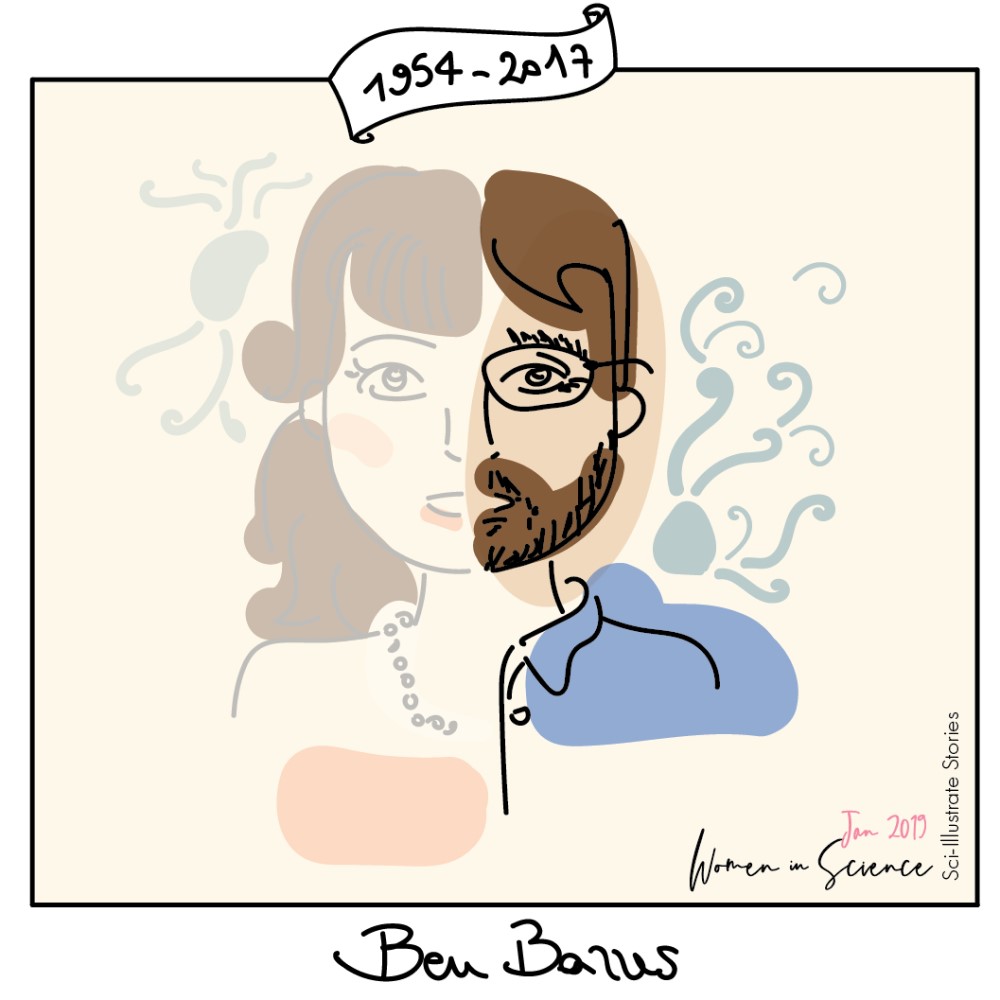 1954-2017
Jan 2019
Women in Science
Sci-Illustrate Stories
Ben Barres